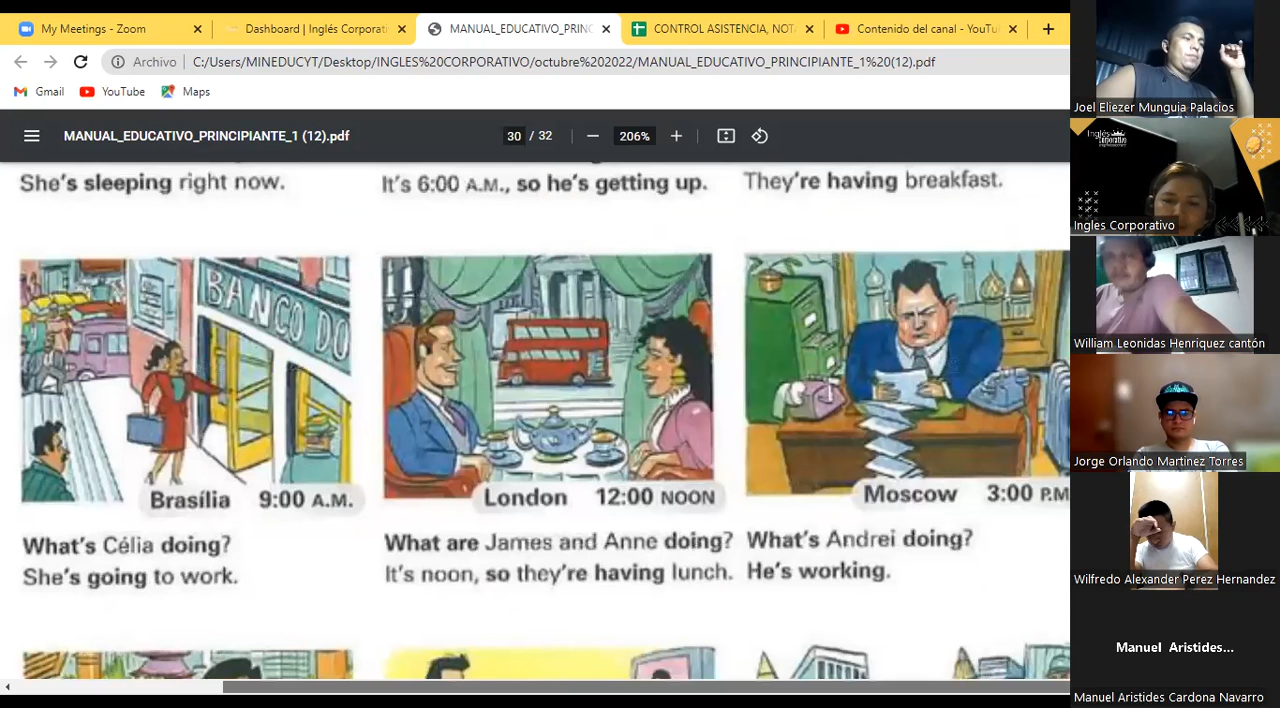 My Meetings - Zoom
Dashboard | Inglés Corporati
MANUAL_EDUCATIVO_PRINC
CONTROL ASISTENCIA, NOT
Contenido del canal - YouTu
Archivo
C:/Users/MINEDUCYT/Desktop/INGLES%20CORPORATIVO/octubre%202022/MANUAL_EDUCATIVO_PRINCIPIANTE_1%20(12).pdf
Gmail
YouTube
Maps
MANUAL_EDUCATIVO_PRINCIPIANTE_1 (12).pdf
30 / 32
206%
She's sleeping right now.
It's 6:00 A.M., so he's getting up.
They're having breakfast.
BANCO DO
Brasília 9:00 A.M.
London 12:00 NOON
Moscow 3:00 P.M
What's Célia doing?
She's going to work.
What are James and Anne doing?
It's noon, so they're having lunch.
What's Andrei doing?
He's working.
Joel Eliezer Munguia Palacios
Inglés
Corporativo
Ingles Corporativo
William Leonidas Henriquez cantón
Jorge Orlando Martinez Torres
Wilfredo Alexander Perez Hernandez
Manuel Aristides...
Manuel Aristides Cardona Navarro